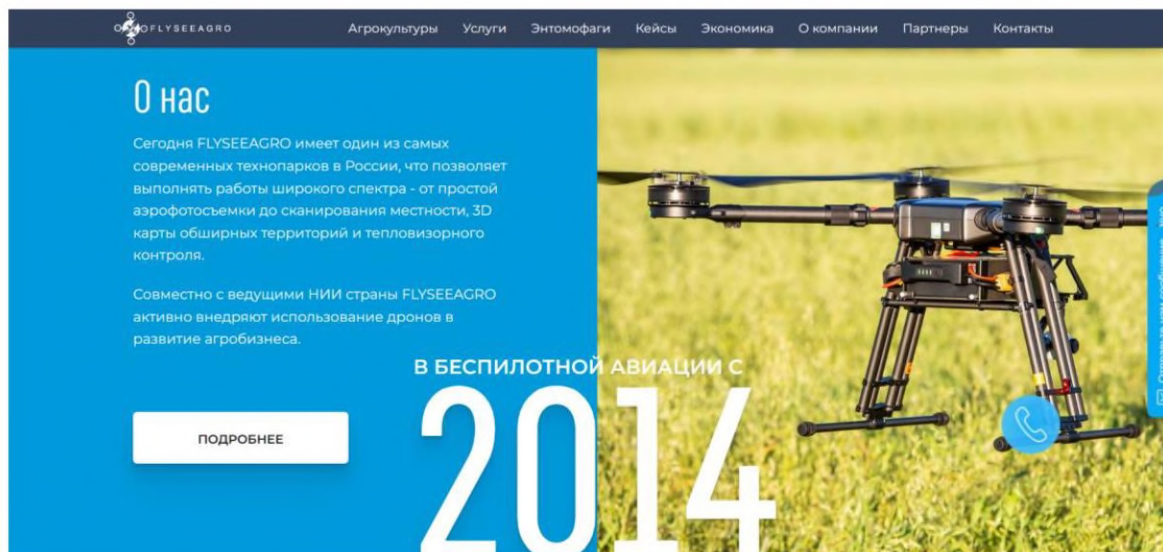 FLYSEEAGRO
Агрокультуры Услуги Энтомофаги Кейсы Экономика О компании Партнеры Контакты
О нас
Сегодня FLYSEEAGRO имеет один из самых
современных технопарков в России, что позволяет
выполнять работы широкого спектра - от простой
аэрофотосъемки до сканирования местности, 3D
карты обширных территорий и тепловизорного
контроля.
Совместно с ведущими НИИ страны FLYSEEAGRO
активно внедряют использование дронов в
развитие агробизнеса.
В БЕСПИЛОТНОЙ АВИАЦИИ С
2014
ПОДРОБНЕЕ